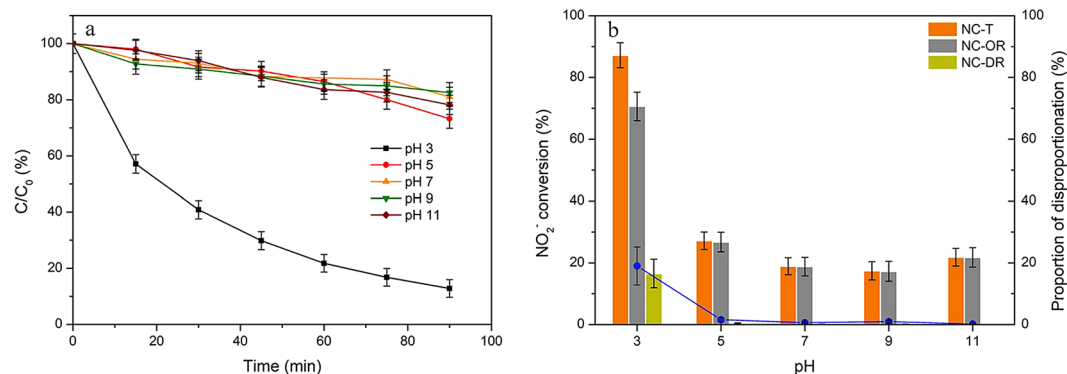 a
100
80
60
40
20
0
C/C0 (%)
0 20 40 60 80 100
Time (min)
pH 3
pH 5
pH 7
pH 9
pH 11
b
100
80
60
40
20
0
NO2- conversion (%)
3 5 7 9 11
pH
NC-T
NC-OR
NC-DR
100
80
60
40
20
0
Proportion of disproportionation (%)